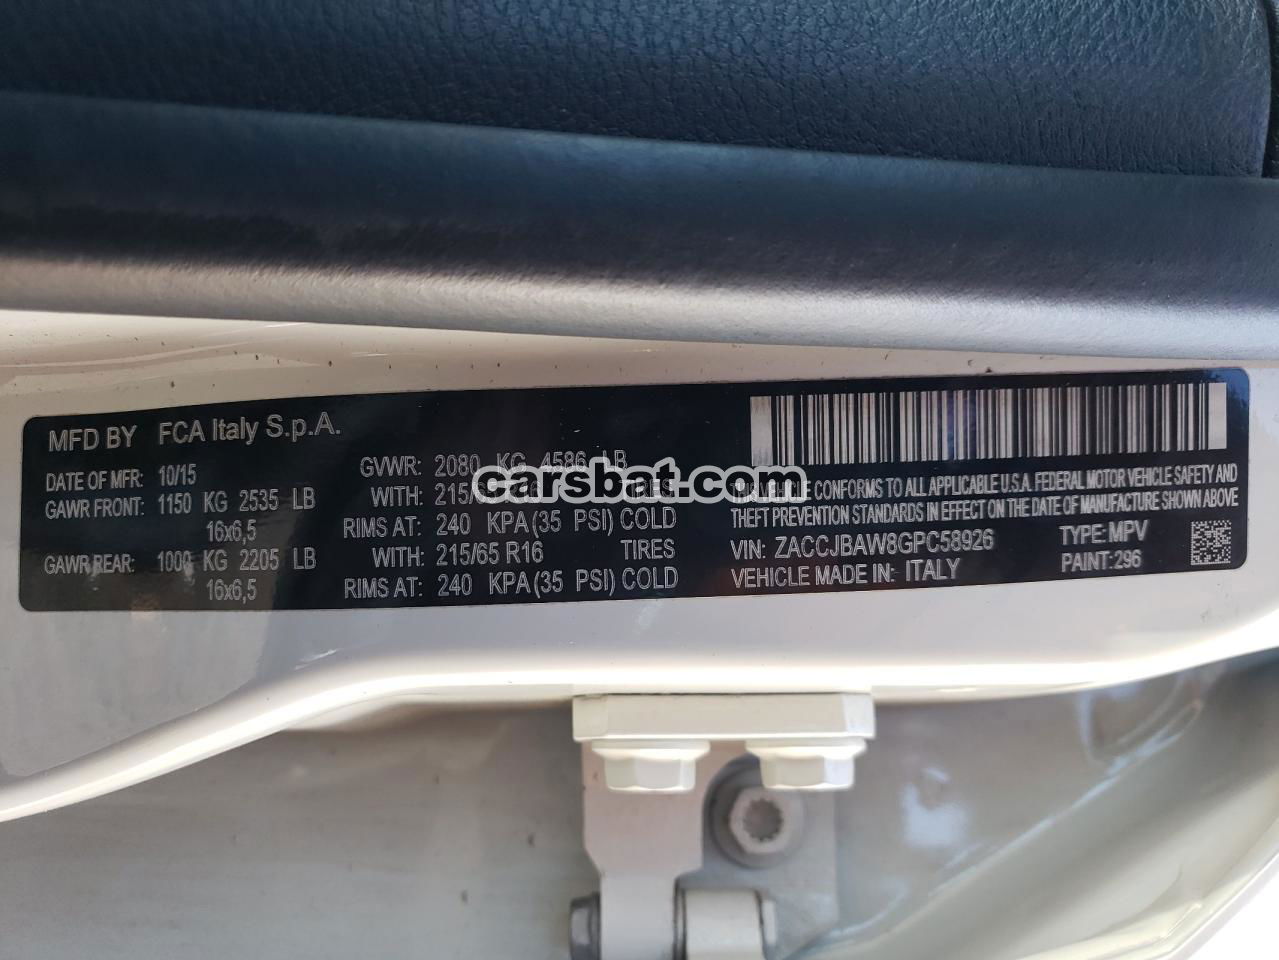 MFD BY FCA Italy S.p.A.
DATE OF MFR: 10/15 GVWR: 2080 KG 4586 LB
GAWR FRONT: 1150 KG 2535 LB WITH: 215/6 TIRES
16x6,5 RIMS AT: 240 KPA (35 PSI) COLD
GAWR REAR: 1000 KG 2205 LB WITH: 215/65 R16 TIRES
16x6,5 RIMS AT: 240 KPA (35 PSI) COLD
carsbat.com
THIS VEHICLE CONFORMS TO ALL APPLICABLE U.S.A. FEDERAL MOTOR VEHICLE SAFETY AND
THEFT PREVENTION STANDARDS IN EFFECT ON THE DATE OF MANUFACTURE SHOWN ABOVE
VIN: ZACCJBAW8GPC58926 TYPE: MPV
VEHICLE MADE IN: ITALY PAINT: 296